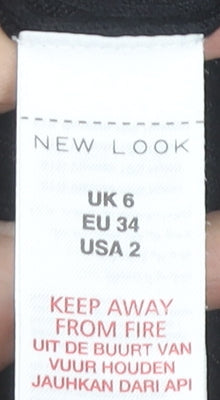 NEW LOOK
UK 6
EU 34
USA 2
KEEP AWAY
FROM FIRE
UIT DE BUURT VAN
VUUR HOUDEN
JAUHKAN DARI API